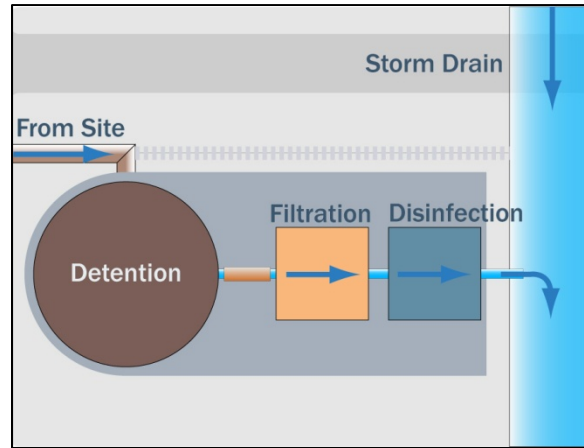 Storm Drain
From Site
Filtration
Disinfection
Detention